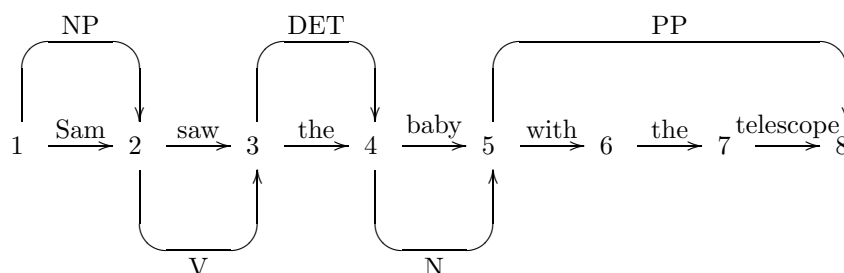 NP DET PP
Sam saw the baby with the telescope
1 2 3 4 5 6 7 8
V N